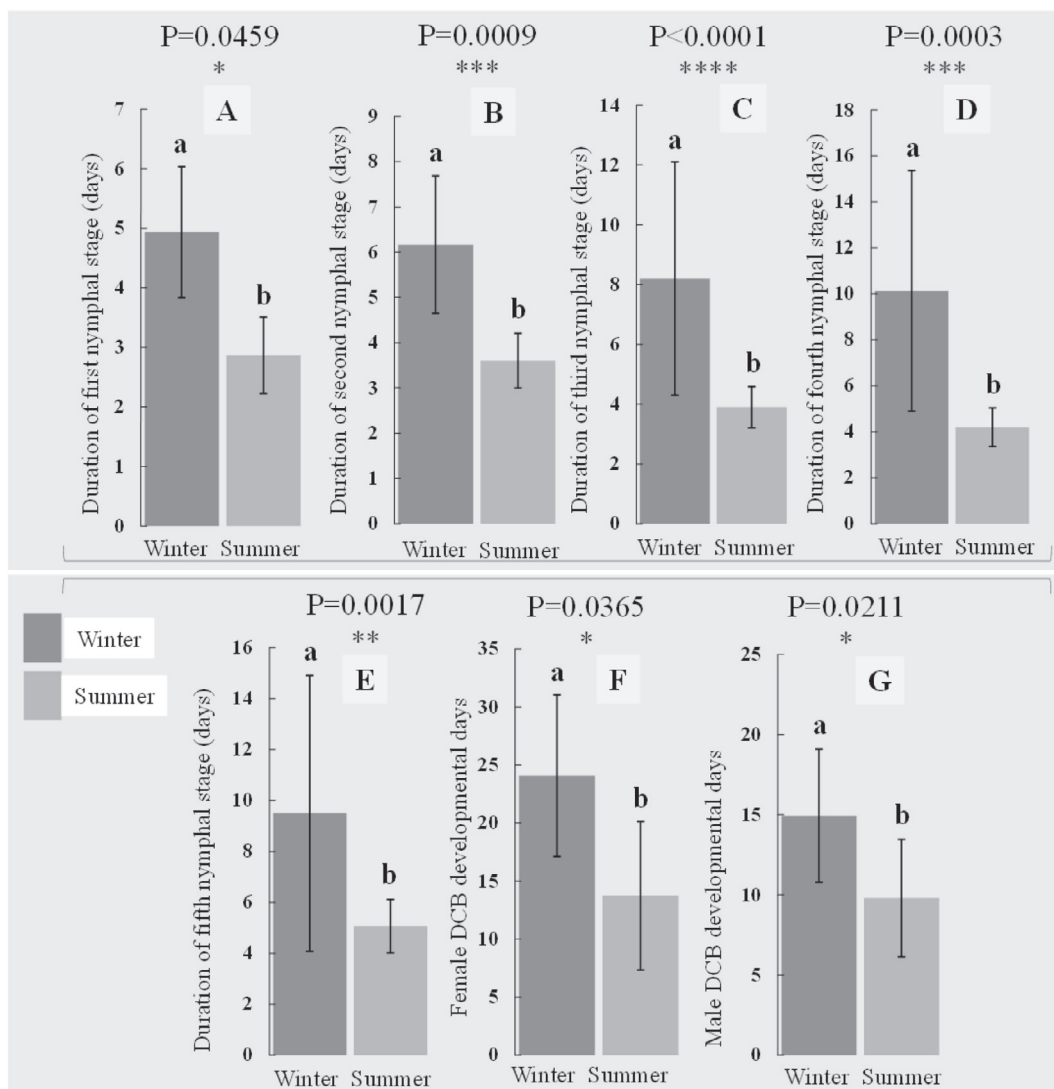 P=0.0459 P=0.0009 P<0.0001 P=0.0003
* *** **** ***
A B C D
Duration of first nymphal stage (days)
7
6
5
4
3
2
1
0
a
b
Winter Summer
Duration of second nymphal stage (days)
9
8
7
6
5
4
3
2
1
0
a
b
Winter Summer
Duration of third nymphal stage (days)
14
12
10
8
6
4
2
0
a
b
Winter Summer
Duration of fourth nymphal stage (days)
18
16
14
12
10
8
6
4
2
0
a
b
Winter Summer
Winter
Summer
P=0.0017 P=0.0365 P=0.0211
** * *
E F G
Duration of fifth nymphal stage (days)
16
14
12
10
8
6
4
2
0
a
b
Winter Summer
Female DCB developmental days
35
30
25
20
15
10
5
0
a
b
Winter Summer
Male DCB developmental days
25
20
15
10
5
0
a
b
Winter Summer